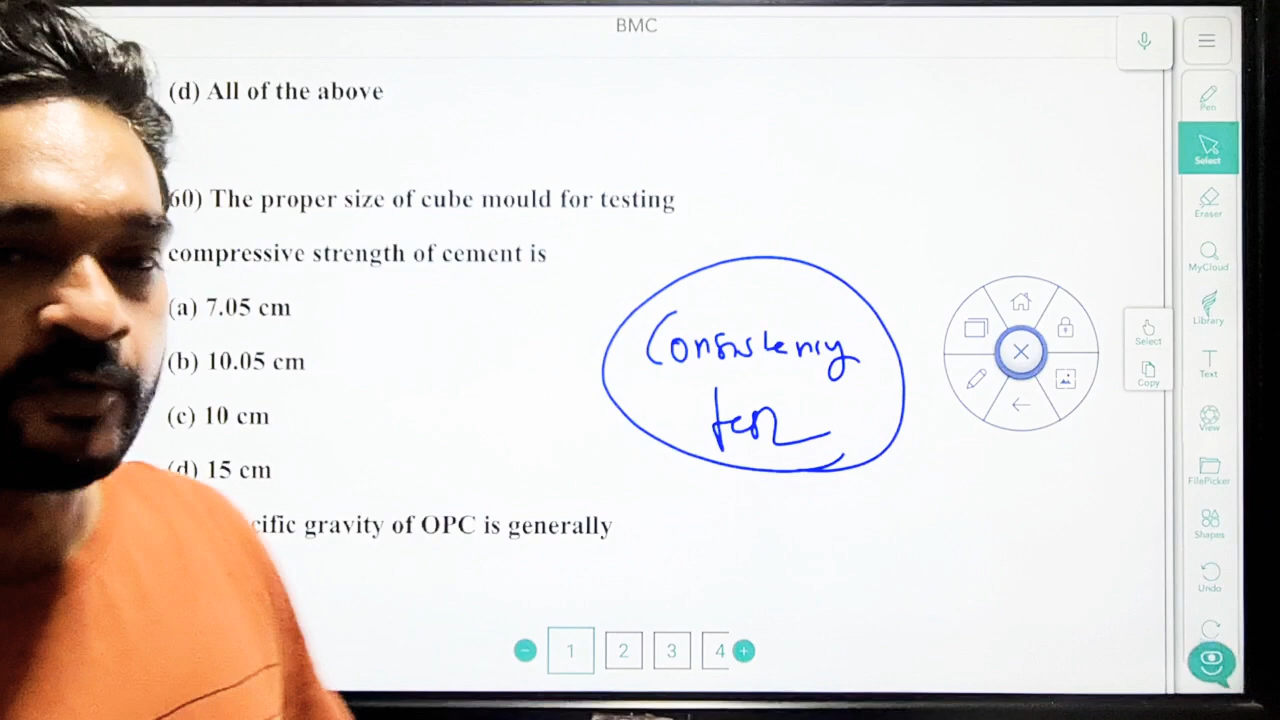 BMC
(d) All of the above
60) The proper size of cube mould for testing
compressive strength of cement is
(a) 7.05 cm
(b) 10.05 cm
(c) 10 cm
(d) 15 cm
cific gravity of OPC is generally
Consistency
test
Pen
Select
Eraser
MyCloud
Library
Text
View
FilePicker
Shapes
Undo
Select
Copy
1 2 3 4